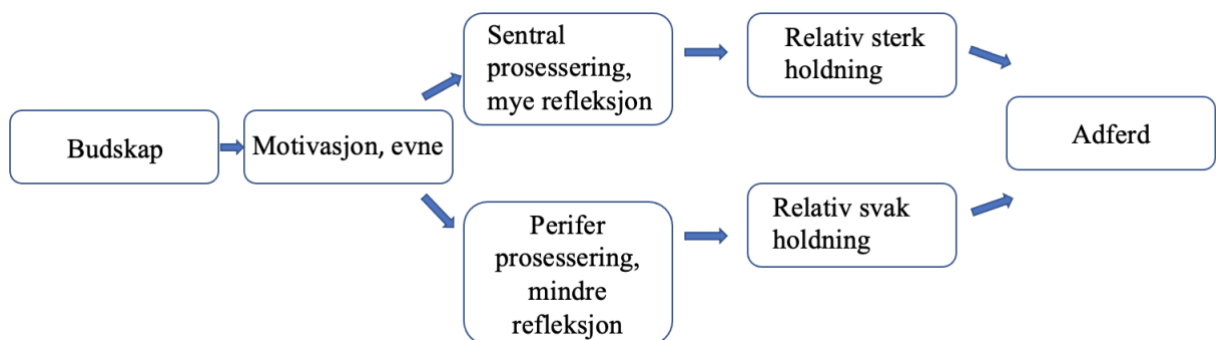 Budskap
Motivasjon, evne
Sentral
prosessering,
mye refleksjon
Relativ sterk
holdning
Perifer
prosessering,
mindre
refleksjon
Relativ svak
holdning
Adferd